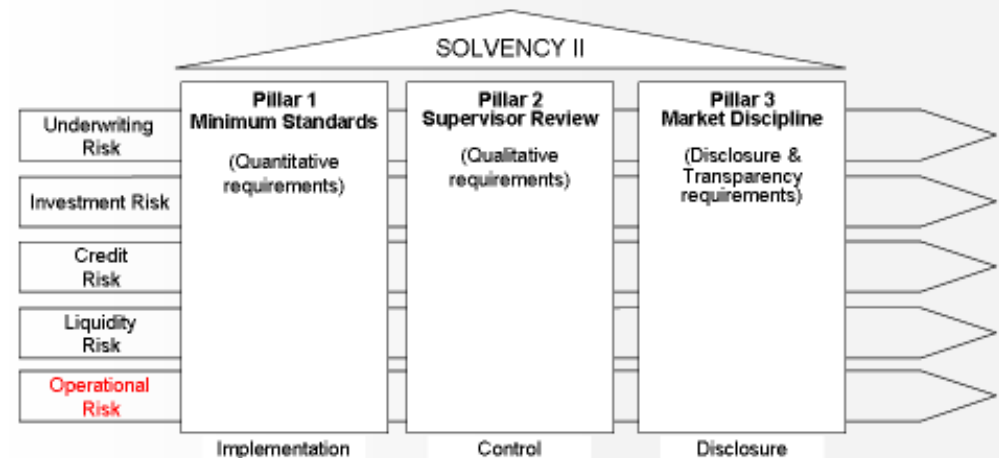 SOLVENCY II
Pillar 1
Minimum Standards
(Quantitative
requirements)
Pillar 2
Supervisor Review
(Qualitative
requirements)
Pillar 3
Market Discipline
(Disclosure &
Transparency
requirements)
Underwriting
Risk
Investment Risk
Credit
Risk
Liquidity
Risk
Operational
Risk
Implementation
Control
Disclosure